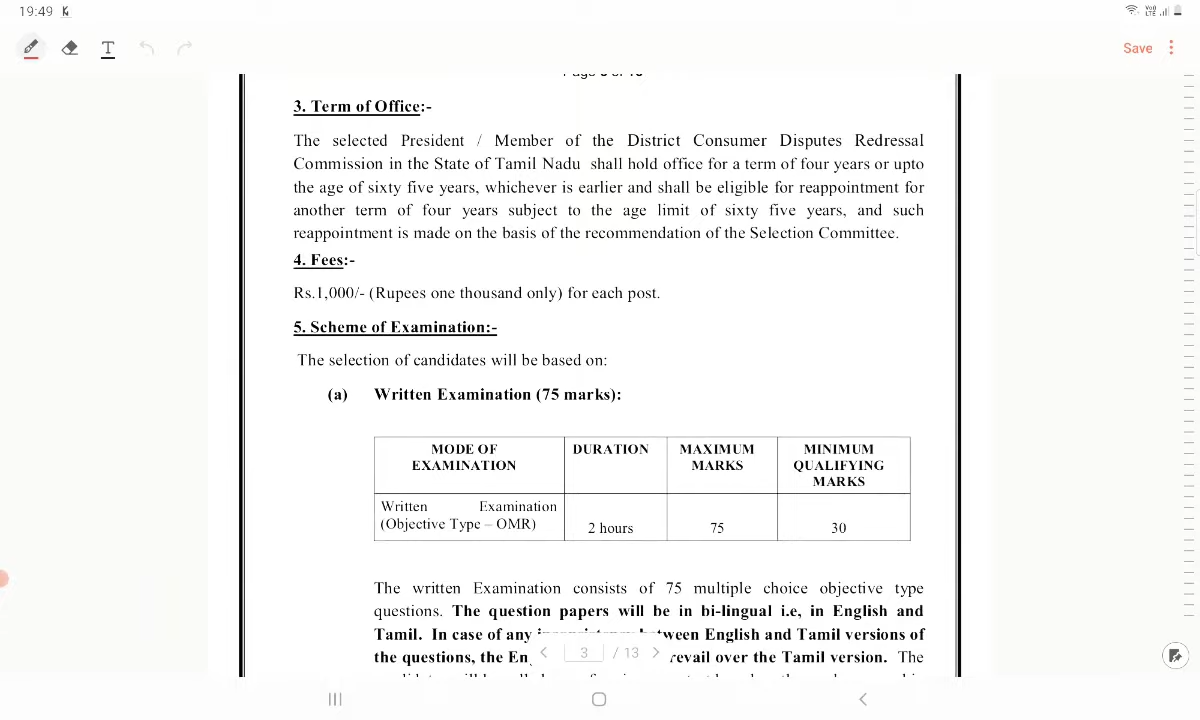 19:49
Save
3. Term of Office:-
The selected President / Member of the District Consumer Disputes Redressal
Commission in the State of Tamil Nadu shall hold office for a term of four years or upto
the age of sixty five years, whichever is earlier and shall be eligible for reappointment for
another term of four years subject to the age limit of sixty five years, and such
reappointment is made on the basis of the recommendation of the Selection Committee.
4. Fees:-
Rs.1,000/- (Rupees one thousand only) for each post.
5. Scheme of Examination:-
The selection of candidates will be based on:
(a) Written Examination (75 marks):
MODE OF EXAMINATION DURATION MAXIMUM MARKS MINIMUM QUALIFYING MARKS
Written Examination
(Objective Type – OMR) 2 hours 75 30
The written Examination consists of 75 multiple choice objective type
questions. The question papers will be in bi-lingual i.e, in English and
Tamil. In case of any between English and Tamil versions of
the questions, the revail over the Tamil version. The
3 / 13